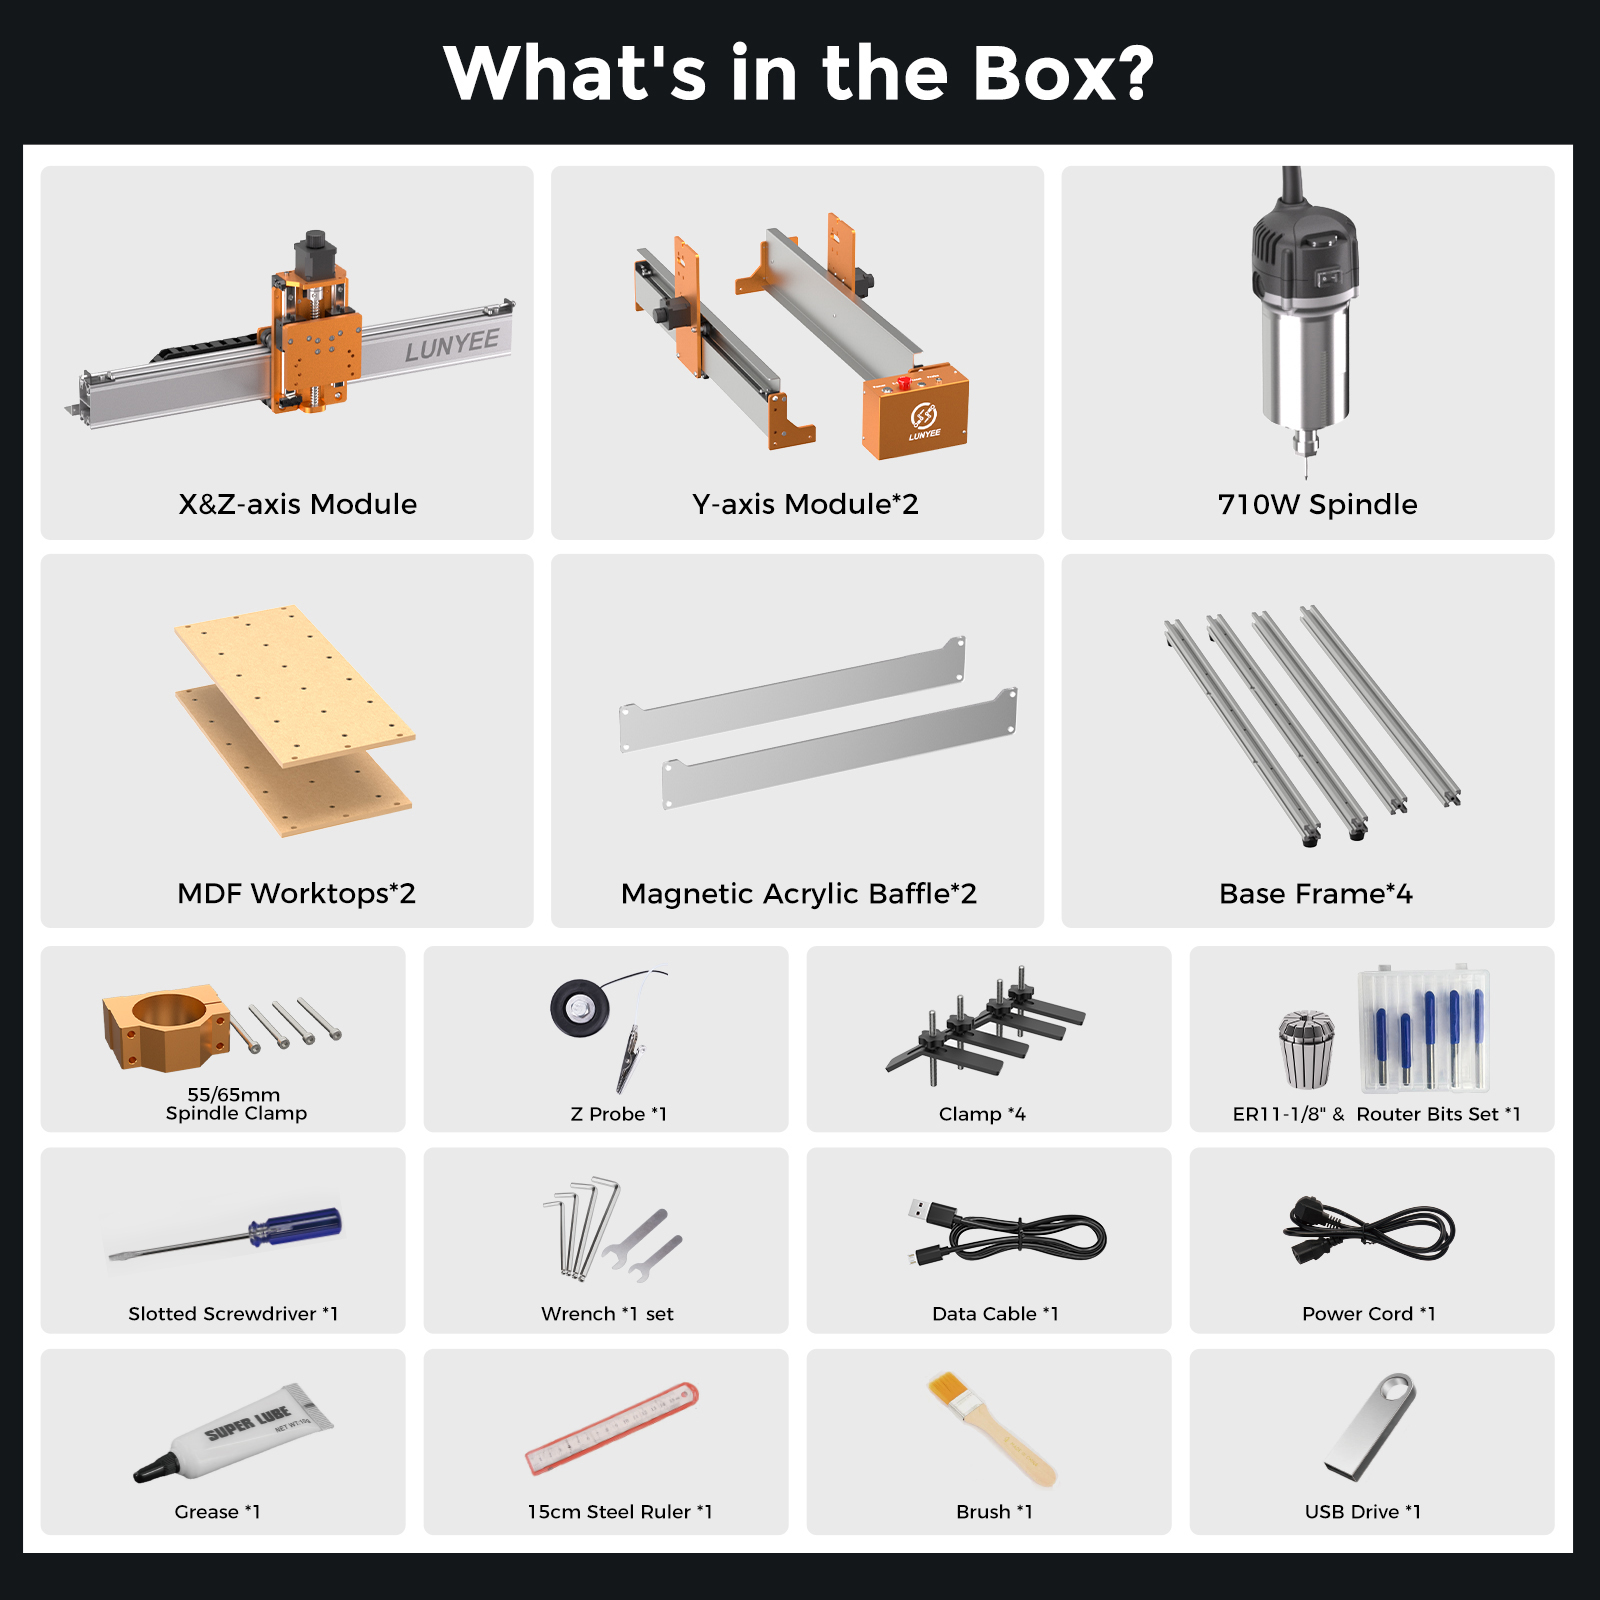 What's in the Box?
LUNYEE
X&Z-axis Module
LUNYEE
Y-axis Module*2
710W Spindle
MDF Worktops*2
Magnetic Acrylic Baffle*2
Base Frame*4
55/65mm
Spindle Clamp
Z Probe *1
Clamp *4
ER11-1/8" & Router Bits Set *1
Slotted Screwdriver *1
Wrench *1 set
Data Cable *1
Power Cord *1
SUPER LUBE
NET WT.10g
Grease *1
15cm Steel Ruler *1
Brush *1
USB Drive *1